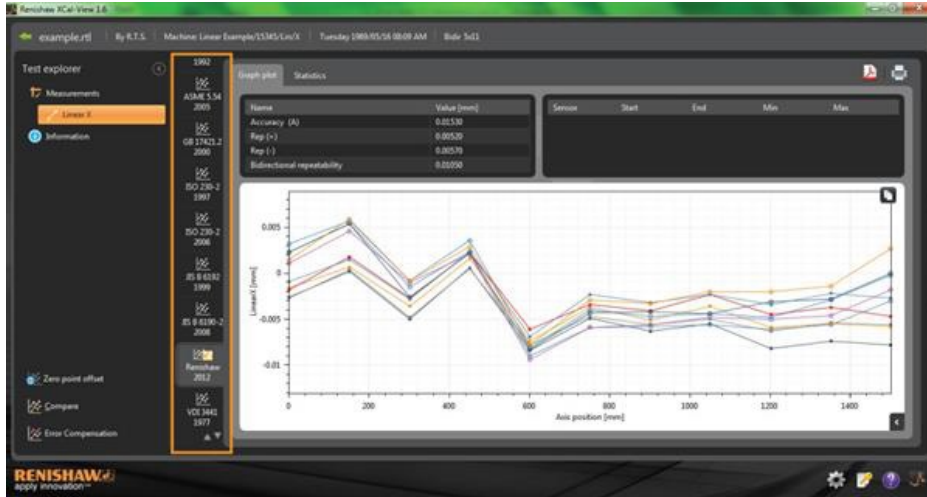 Renishaw XCal-View 1.6
example.rtl
By R.T.S.
Machine: Linear Example/15345/Lin/X
Tuesday 1989/05/16 08:09 AM
Bidir 5d11
Test explorer
Measurements
Linear X
Information
Zero point offset
Compare
Error Compensation
1992
ASME 5.54
2005
GB 17421.2
2000
ISO 230-2
1997
ISO 230-2
2006
JIS B 6192
1999
JIS B 6190-2
2008
Renishaw
2012
VDI 3441
1977
Graph plot
Statistics
Name Value [mm]
Accuracy (A) 0.01530
Rep (+) 0.00520
Rep (-) 0.00570
Bidirectional repeatability 0.01050
Sensor Start End Min Max
LinearX [mm]
0.005
0
-0.005
-0.01
0 200 400 600 800 1000 1200 1400
Axis position [mm]
RENISHAW
apply innovation™